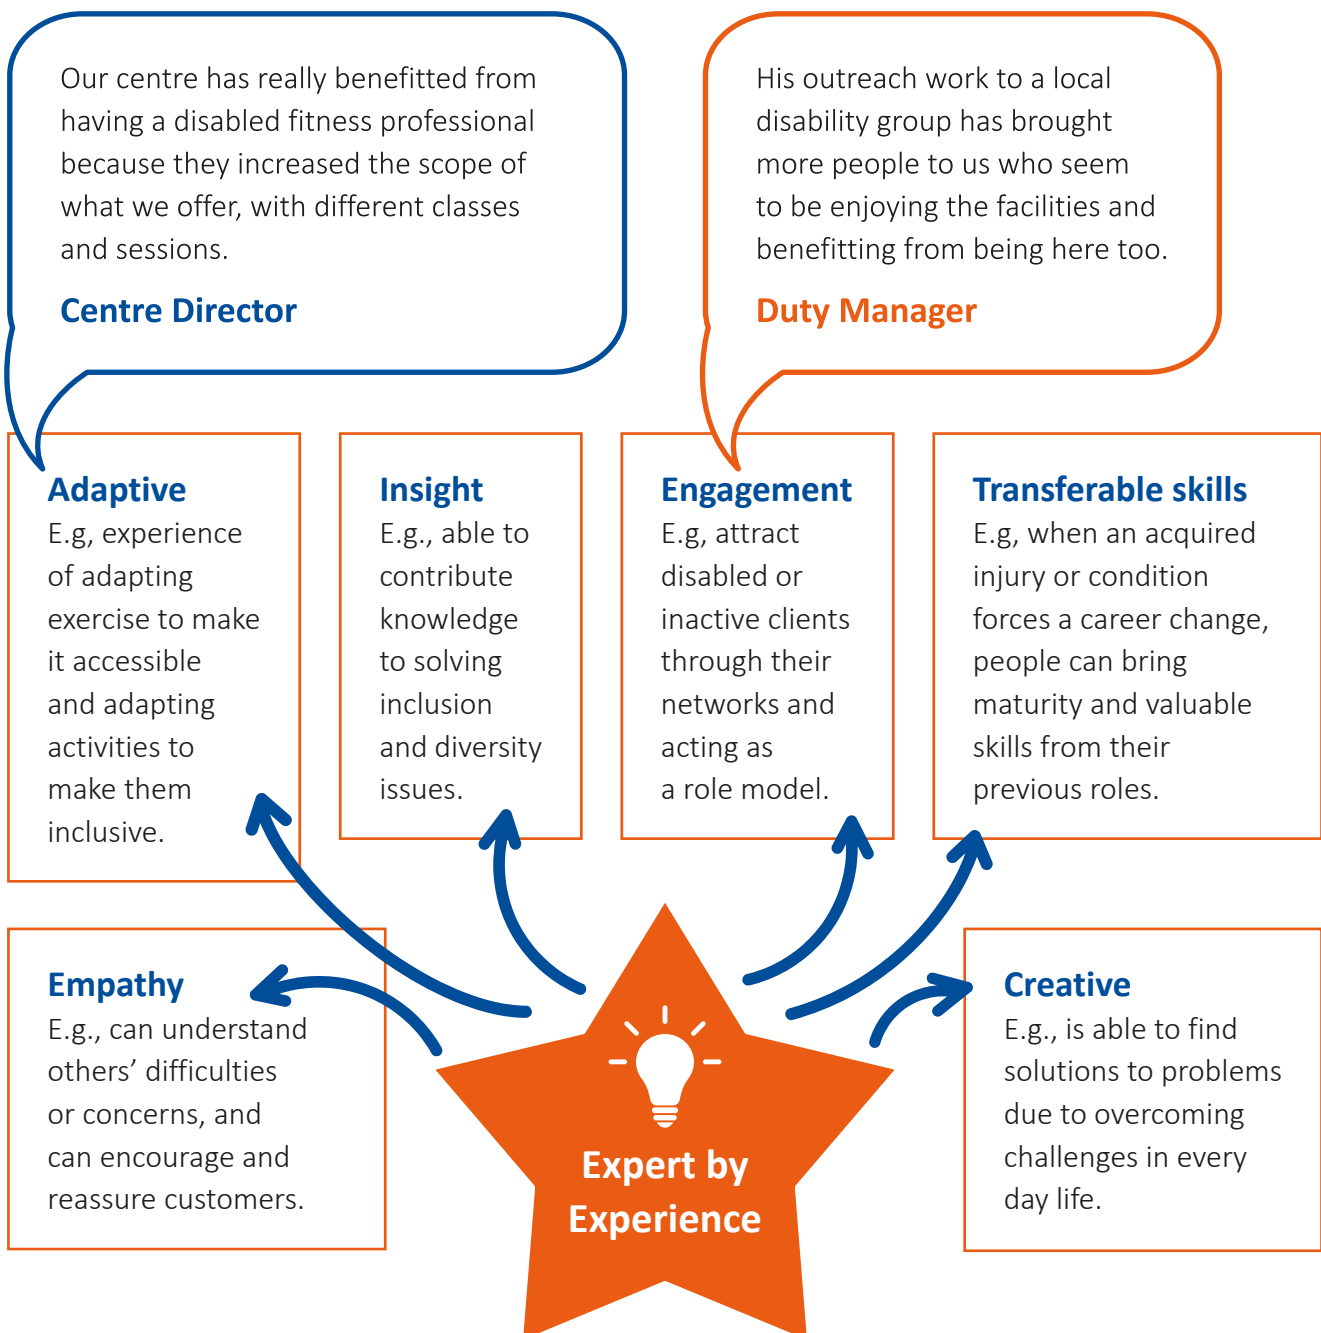 Our centre has really benefitted from
having a disabled fitness professional
because they increased the scope of
what we offer, with different classes
and sessions.
Centre Director
His outreach work to a local
disability group has brought
more people to us who seem
to be enjoying the facilities and
benefitting from being here too.
Duty Manager
Adaptive
E.g, experience
of adapting
exercise to make
it accessible
and adapting
activities to
make them
inclusive.
Insight
E.g., able to
contribute
knowledge
to solving
inclusion
and diversity
issues.
Engagement
E.g, attract
disabled or
inactive clients
through their
networks and
acting as
a role model.
Transferable skills
E.g, when an acquired
injury or condition
forces a career change,
people can bring
maturity and valuable
skills from their
previous roles.
Empathy
E.g., can understand
others’ difficulties
or concerns, and
can encourage and
reassure customers.
Expert by
Experience
Creative
E.g., is able to find
solutions to problems
due to overcoming
challenges in every
day life.